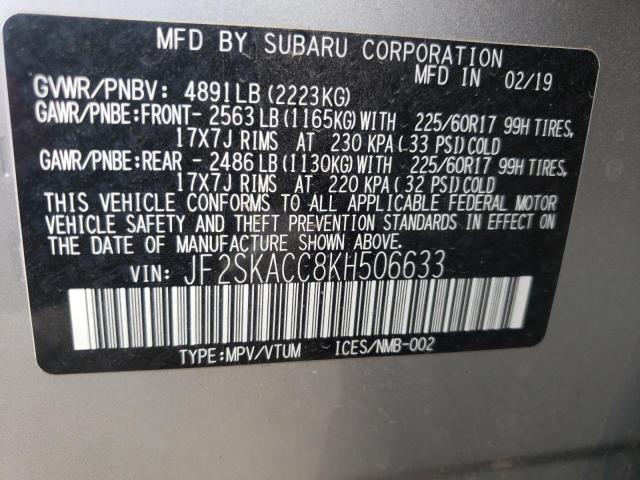 MFD BY SUBARU CORPORATION
MFD IN 02/19
GVWR/PNBV: 4891LB (2223KG)
GAWR/PNBE:FRONT- 2563LB(1165KG)WITH 225/60R17 99H TIRES,
17X7J RIMS AT 230 KPA(33 PSI)COLD
GAWR/PNBE:REAR - 2486LB(1130KG)WITH 225/60R17 99H TIRES,
17X7J RIMS AT 220 KPA(32 PSI)COLD
THIS VEHICLE CONFORMS TO ALL APPLICABLE FEDERAL MOTOR
VEHICLE SAFETY AND THEFT PREVENTION STANDARDS IN EFFECT ON
THE DATE OF MANUFACTURE SHOWN ABOVE.
VIN: JF2SKACC8KH506633
TYPE:MPV/VTUM ICES/NMB-002